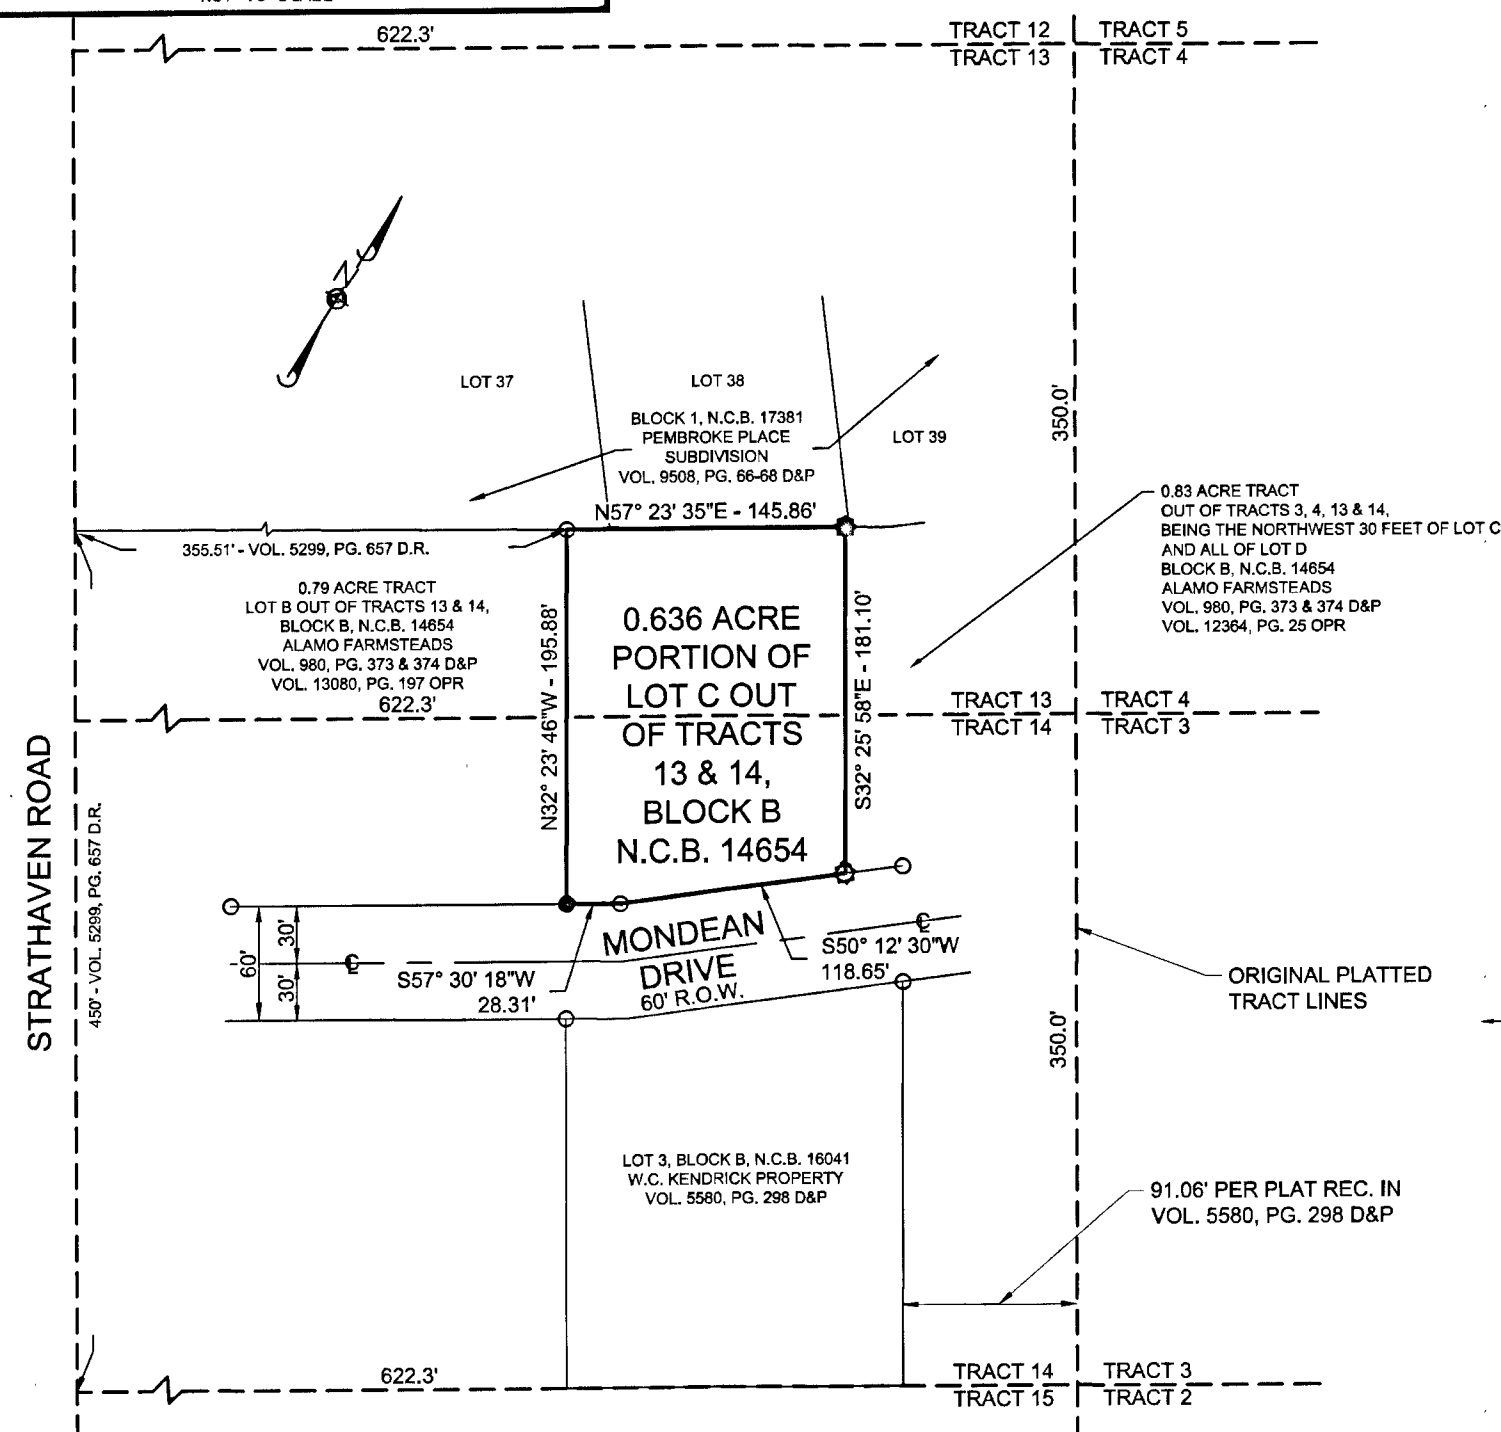 622.3'
TRACT 12
TRACT 5
TRACT 13
TRACT 4
N
LOT 37
LOT 38
BLOCK 1, N.C.B. 17381
PEMBROKE PLACE
SUBDIVISION
VOL. 9508, PG. 66-68 D&P
LOT 39
350.0'
N57° 23' 35"E - 145.86'
355.51' - VOL. 5299, PG. 657 D.R.
0.79 ACRE TRACT
LOT B OUT OF TRACTS 13 & 14,
BLOCK B, N.C.B. 14654
ALAMO FARMSTEADS
VOL. 980, PG. 373 & 374 D&P
VOL. 13080, PG. 197 OPR
0.83 ACRE TRACT
OUT OF TRACTS 3, 4, 13 & 14,
BEING THE NORTHWEST 30 FEET OF LOT C
AND ALL OF LOT D
BLOCK B, N.C.B. 14654
ALAMO FARMSTEADS
VOL. 980, PG. 373 & 374 D&P
VOL. 12364, PG. 25 OPR
N32° 23' 46"W - 195.88'
0.636 ACRE
PORTION OF
LOT C OUT
OF TRACTS
13 & 14,
BLOCK B
N.C.B. 14654
S32° 25' 58"E - 181.10'
622.3'
TRACT 13
TRACT 4
TRACT 14
TRACT 3
STRATHAVEN ROAD
450' - VOL. 5299, PG. 657 D.R.
60'
30'
30'
℄
℄
MONDEAN
DRIVE
60' R.O.W.
S57° 30' 18"W
28.31'
S50° 12' 30"W
118.65'
ORIGINAL PLATTED
TRACT LINES
350.0'
LOT 3, BLOCK B, N.C.B. 16041
W.C. KENDRICK PROPERTY
VOL. 5580, PG. 298 D&P
91.06' PER PLAT REC. IN
VOL. 5580, PG. 298 D&P
622.3'
TRACT 14
TRACT 3
TRACT 15
TRACT 2